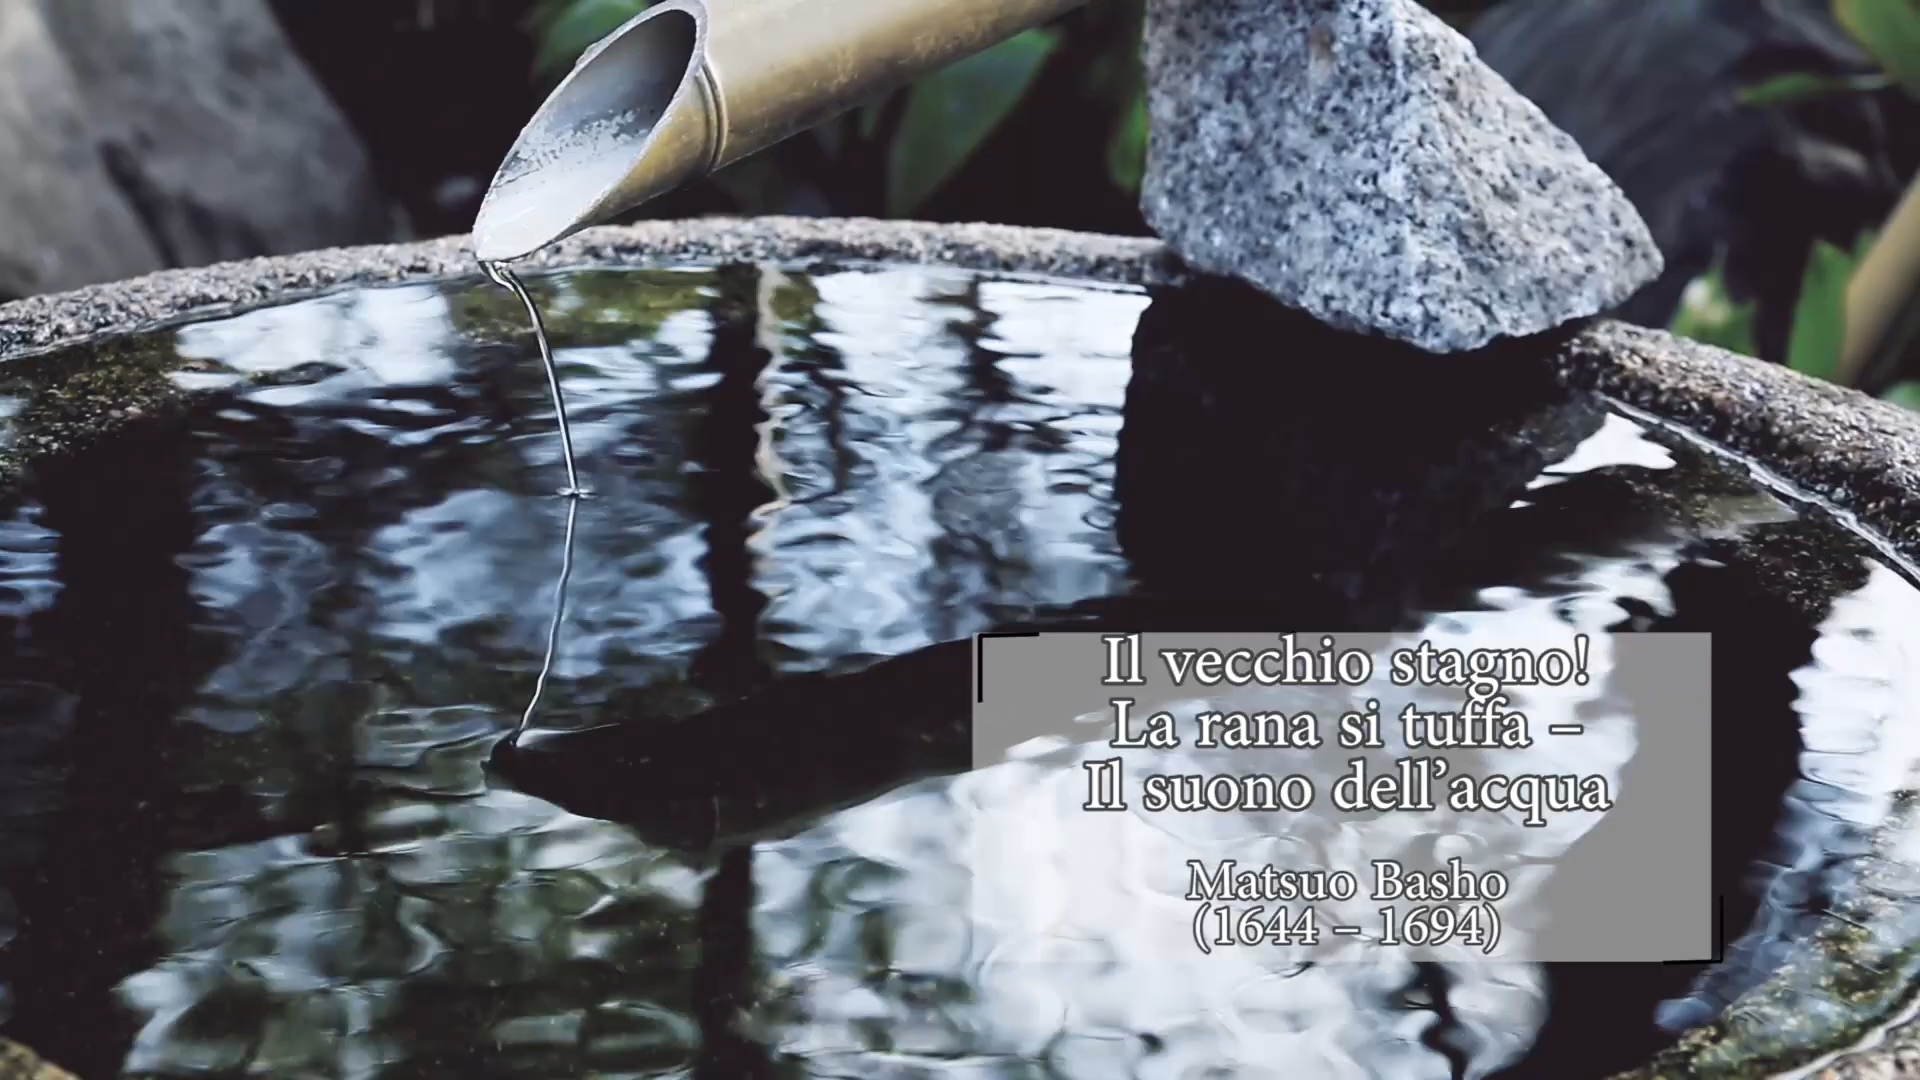 Il vecchio stagno!
La rana si tuffa –
Il suono dell’acqua
Matsuo Basho
(1644 – 1694)